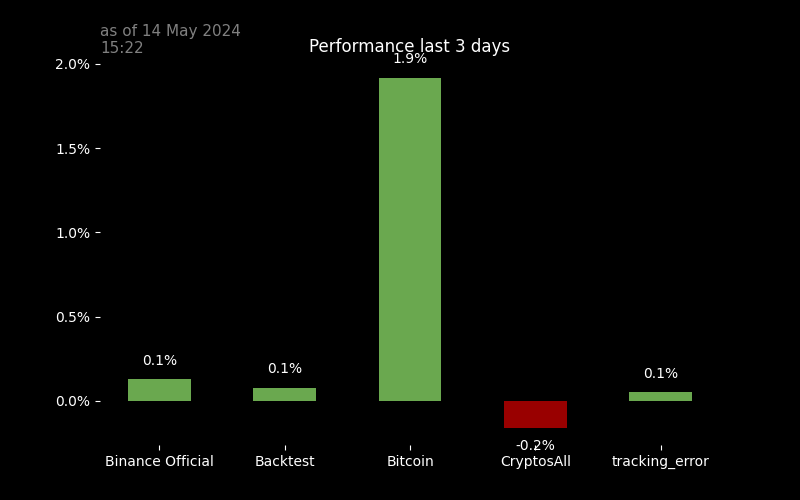 as of 14 May 2024
15:22
Performance last 3 days
2.0%
1.5%
1.0%
0.5%
0.0%
0.1%
0.1%
1.9%
-0.2%
0.1%
Binance Official
Backtest
Bitcoin
CryptosAll
tracking_error